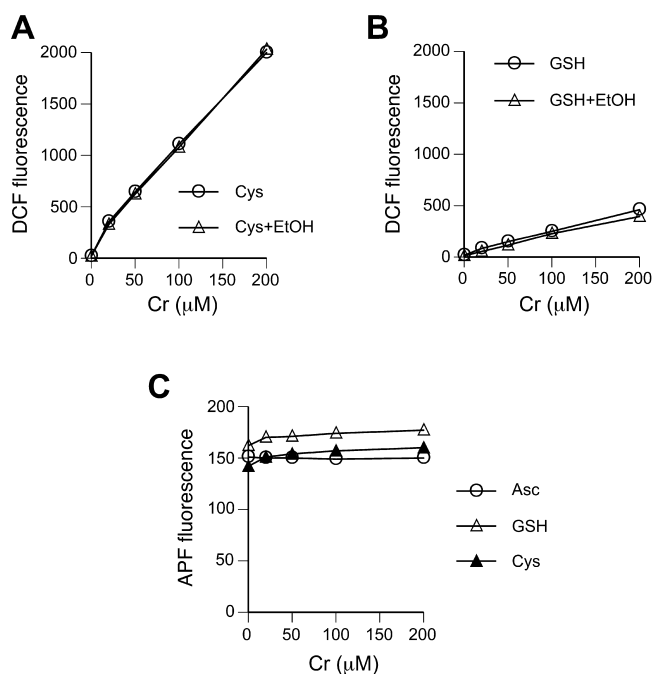 A
DCF fluorescence
2000
1500
1000
500
0
0 50 100 150 200
Cr (μM)
Cys
Cys+EtOH
B
DCF fluorescence
2000
1500
1000
500
0
0 50 100 150 200
Cr (μM)
GSH
GSH+EtOH
C
APF fluorescence
200
150
100
50
0
0 50 100 150 200
Cr (μM)
Asc
GSH
Cys